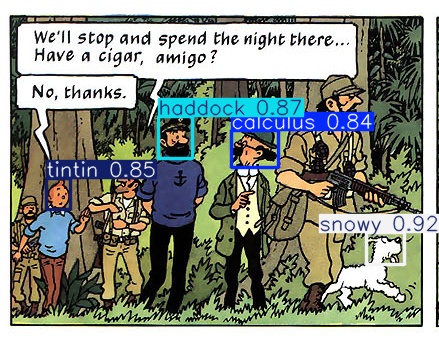 We'll stop and spend the night there...
Have a cigar, amigo?
No, thanks.
haddock 0.87
calculus 0.84
tintin 0.85
snowy 0.92